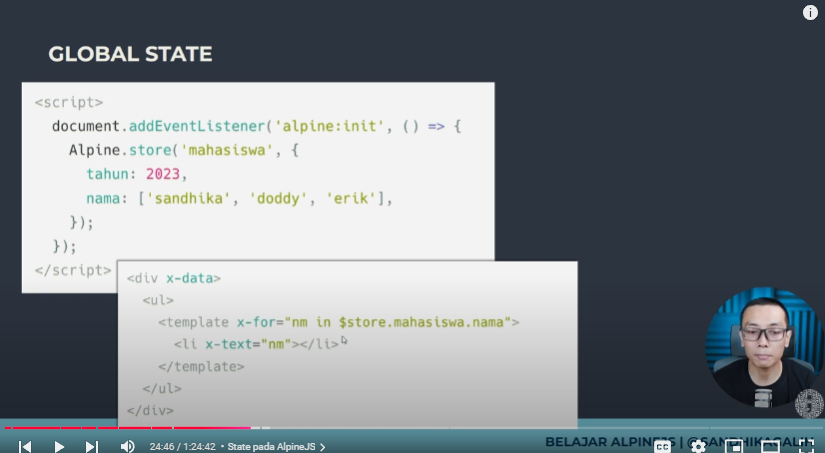 GLOBAL STATE
<script>
document.addEventListener('alpine:init', () => {
Alpine.store('mahasiswa', {
tahun: 2023,
nama: ['sandhika', 'doddy', 'erik'],
});
});
</script>
<div x-data>
<ul>
<template x-for="nm in $store.mahasiswa.nama">
<li x-text="nm"></li>
</template>
</ul>
</div>
BELAJAR ALPINEJS | @SANDHIKAGALIH
24:46 / 1:24:42 • State pada AlpineJS